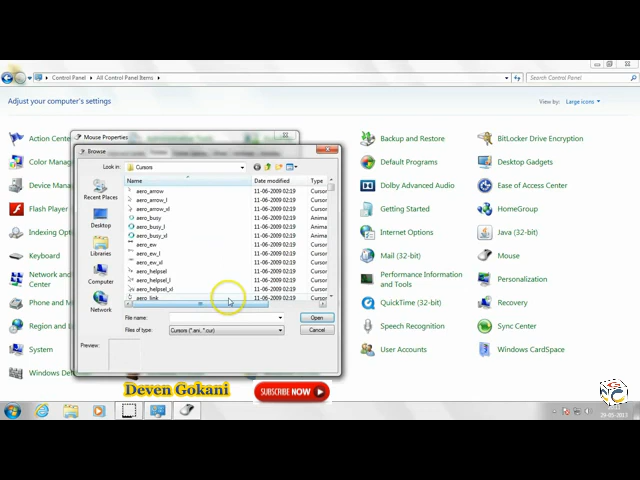 Control Panel ▸ All Control Panel Items ▸
Search Control Panel
Adjust your computer's settings
View by: Large icons
Action Center
Backup and Restore
BitLocker Drive Encryption
Color Manag
Default Programs
Desktop Gadgets
Device Mana
Dolby Advanced Audio
Ease of Access Center
Flash Player
Getting Started
HomeGroup
Indexing Optio
Internet Options
Java (32-bit)
Keyboard
Mail (32-bit)
Mouse
Network and
Performance Information and Tools
Personalization
Phone and M
QuickTime (32-bit)
Recovery
Region and L
Speech Recognition
Sync Center
System
User Accounts
Windows CardSpace
Windows Def
Mouse Properties
Browse
Look in: Cursors
Name Date modified Type
aero_arrow 11-06-2009 02:19 Cursor
aero_arrow_l 11-06-2009 02:19 Cursor
aero_arrow_xl 11-06-2009 02:19 Cursor
aero_busy 11-06-2009 02:19 Anima
aero_busy_l 11-06-2009 02:19 Anima
aero_busy_xl 11-06-2009 02:19 Anima
aero_ew 11-06-2009 02:19 Cursor
aero_ew_l 11-06-2009 02:19 Cursor
aero_ew_xl 11-06-2009 02:19 Cursor
aero_helpsel 11-06-2009 02:19 Cursor
aero_helpsel_l 11-06-2009 02:19 Cursor
aero_helpsel_xl 11-06-2009 02:19 Cursor
aero_link 11-06-2009 02:19 Cursor
Recent Places
Desktop
Libraries
Computer
Network
File name:
Open
Files of type: Cursors (*.ani, *.cur)
Cancel
Preview:
Deven Gokani
SUBSCRIBE NOW